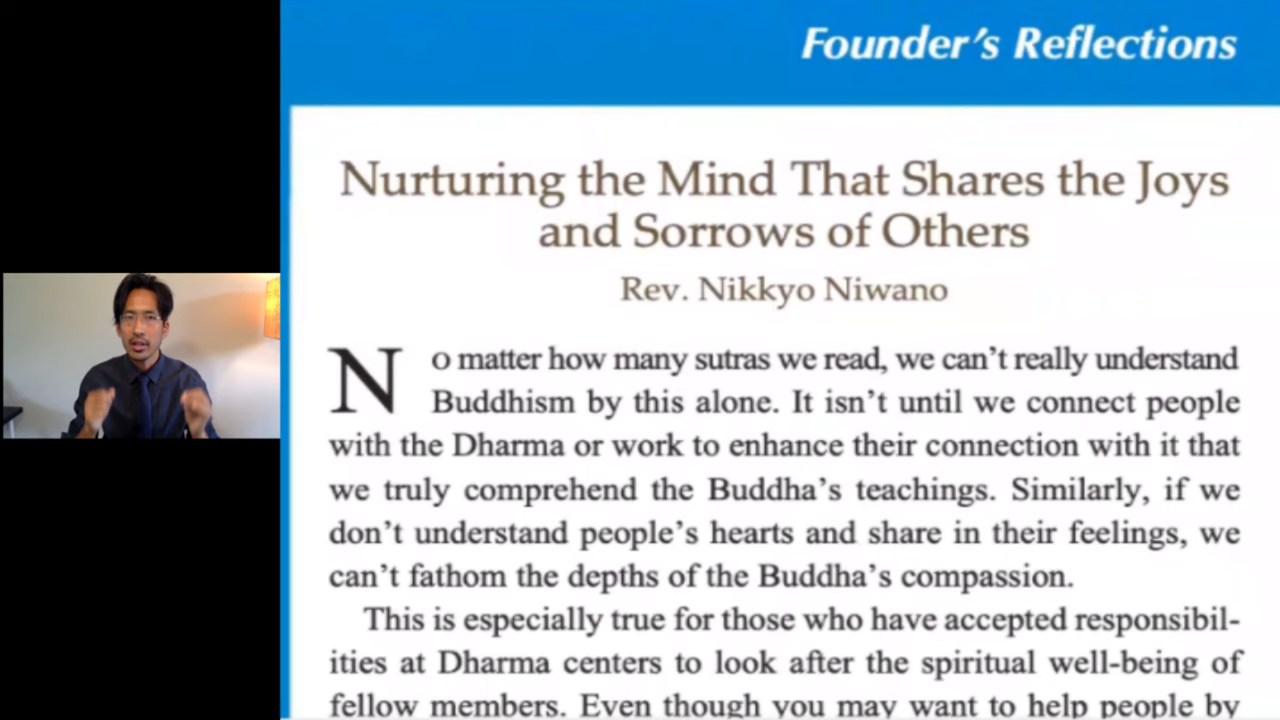 Founder's Reflections
Nurturing the Mind That Shares the Joys
and Sorrows of Others
Rev. Nikkyo Niwano
No matter how many sutras we read, we can't really understand
Buddhism by this alone. It isn't until we connect people
with the Dharma or work to enhance their connection with it that
we truly comprehend the Buddha's teachings. Similarly, if we
don't understand people's hearts and share in their feelings, we
can't fathom the depths of the Buddha's compassion.
This is especially true for those who have accepted responsibil-
ities at Dharma centers to look after the spiritual well-being of
fellow members. Even though you may want to help people by